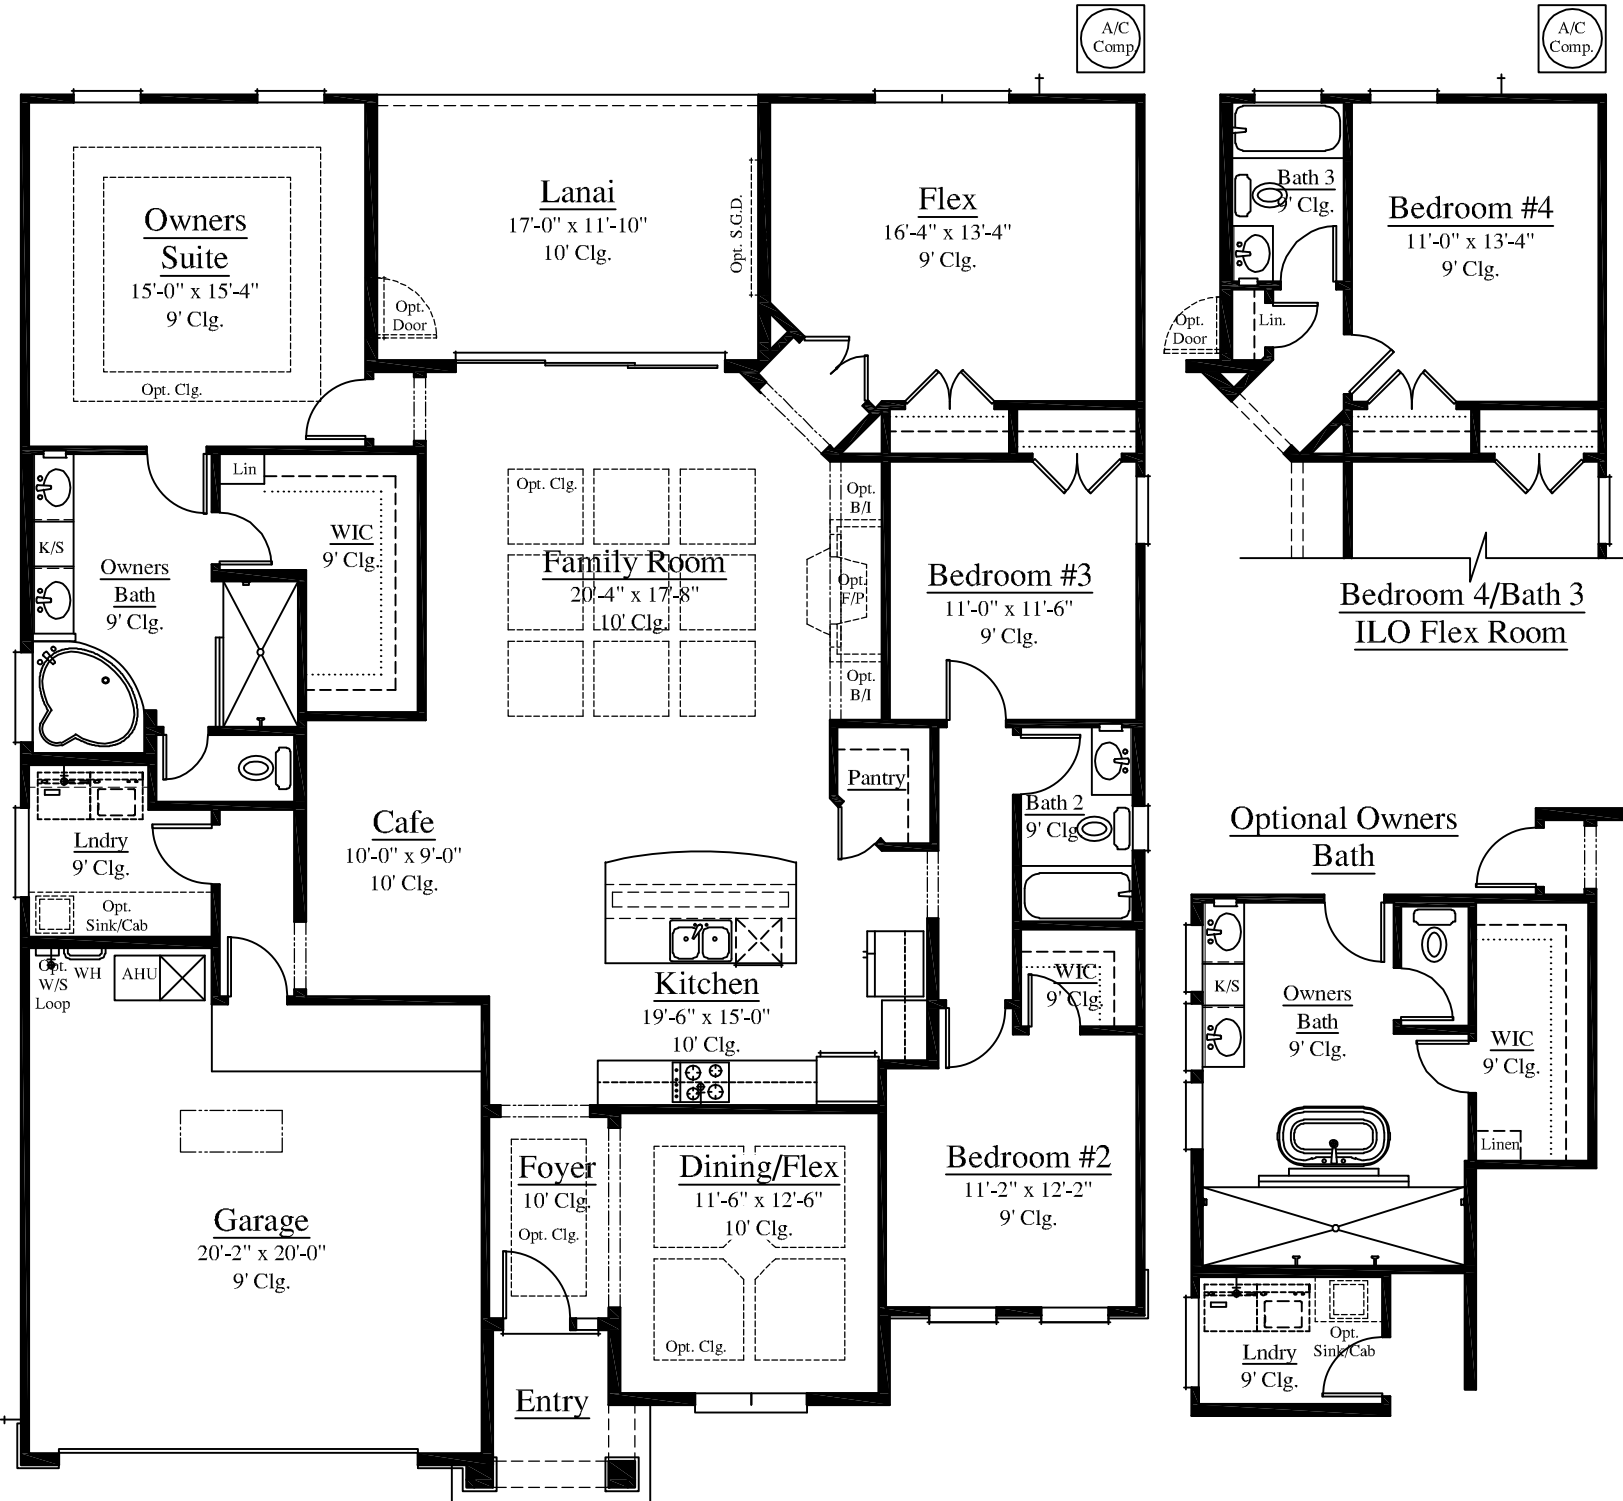 A/C
Comp.
A/C
Comp.
Owners
Suite
15'-0" x 15'-4"
9' Clg.
Opt. Clg.
Lanai
17'-0" x 11'-10"
10' Clg.
Opt. S.G.D.
Opt.
Door
Flex
16'-4" x 13'-4"
9' Clg.
Bath 3
9' Clg.
Bedroom #4
11'-0" x 13'-4"
9' Clg.
Opt.
Door
Lin.
Bedroom 4/Bath 3
ILO Flex Room
Lin
K/S
Owners
Bath
9' Clg.
WIC
9' Clg.
Opt. Clg.
Family Room
20'-4" x 17'-8"
10' Clg.
Opt.
B/I
Opt.
F/P
Opt.
B/I
Bedroom #3
11'-0" x 11'-6"
9' Clg.
Pantry
Bath 2
9' Clg
Cafe
10'-0" x 9'-0"
10' Clg.
Lndry
9' Clg.
Opt.
Sink/Cab
Opt.
W/S
Loop
WH
AHU
Kitchen
19'-6" x 15'-0"
10' Clg.
WIC
9' Clg.
Foyer
10' Clg.
Opt. Clg.
Dining/Flex
11'-6" x 12'-6"
10' Clg.
Opt. Clg.
Bedroom #2
11'-2" x 12'-2"
9' Clg.
Garage
20'-2" x 20'-0"
9' Clg.
Entry
Optional Owners
Bath
K/S
Owners
Bath
9' Clg.
WIC
9' Clg.
Linen
Opt.
Sink/Cab
Lndry
9' Clg.